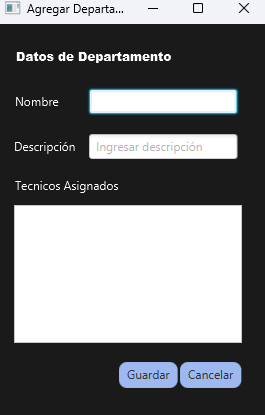 Agregar Departa...
Datos de Departamento
Nombre
Descripción Ingresar descripción
Tecnicos Asignados
Guardar Cancelar